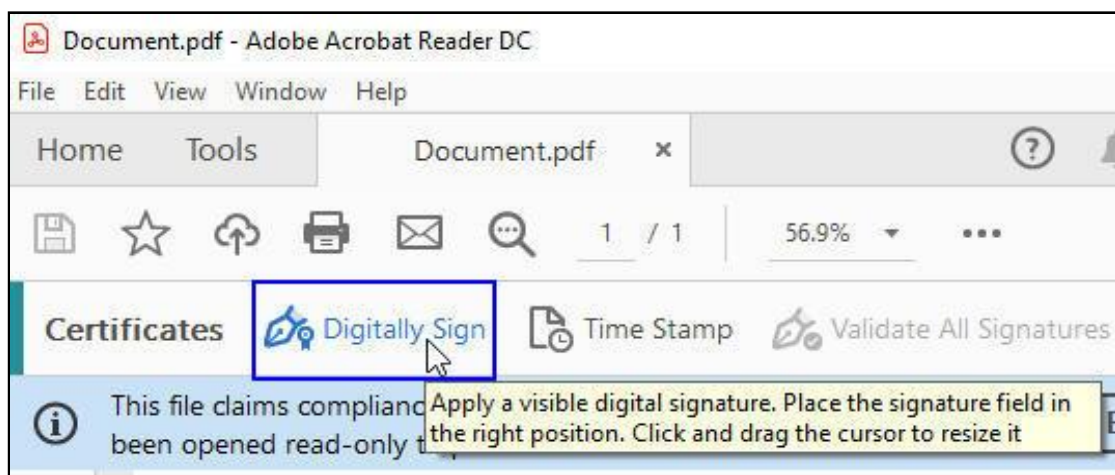 Document.pdf - Adobe Acrobat Reader DC
File Edit View Window Help
Home Tools Document.pdf ×
1 / 1 56.9%
Certificates Digitally Sign Time Stamp Validate All Signatures
This file claims
Apply a visible digital signature. Place the signature field in
been opened read-only
the right position. Click and drag the cursor to resize it